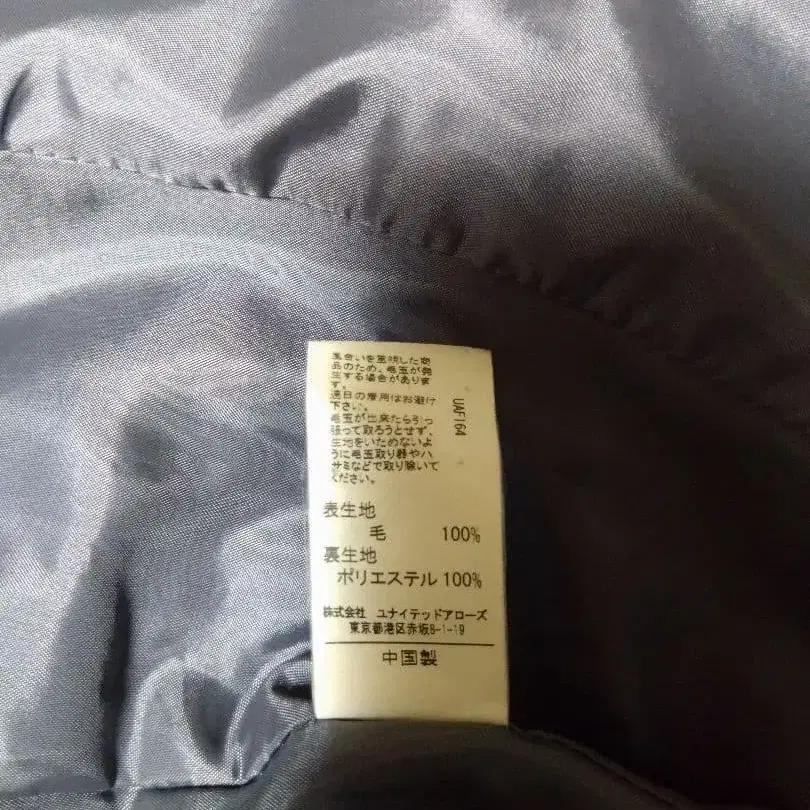 風合いを重視した商
品のため、毛玉が発
生する場合がありま
す。
連日の着用はお避け
下さい。
毛玉が出来たら引っ
張って取ろうとせず、
生地をいためないよ
うに毛玉取り器やハ
サミなどで取り除いて
ください。
UAF164
表生地
毛 100%
裏生地
ポリエステル 100%
株式会社 ユナイテッドアローズ
東京都港区赤坂8-1-19
中国製